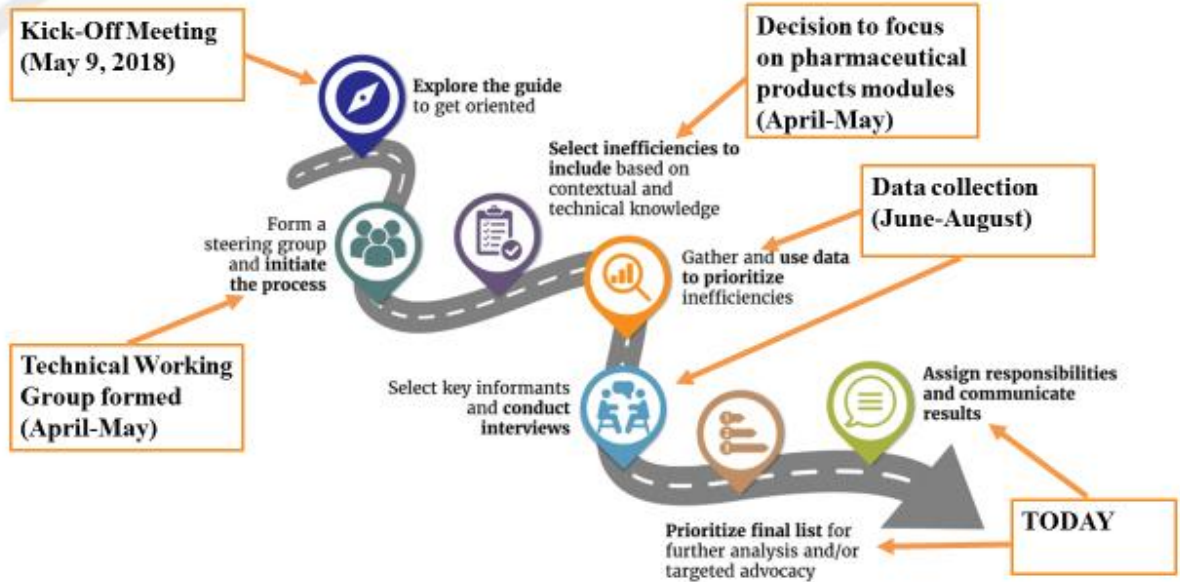 Kick-Off Meeting
(May 9, 2018)
Explore the guide
to get oriented
Decision to focus
on pharmaceutical
products modules
(April-May)
Select inefficiencies to
include based on
contextual and
technical knowledge
Data collection
(June-August)
Form a
steering group
and initiate
the process
Gather and use data
to prioritize
inefficiencies
Technical Working
Group formed
(April-May)
Select key informants
and conduct
interviews
Assign responsibilities
and communicate
results
TODAY
Prioritize final list for
further analysis and/or
targeted advocacy